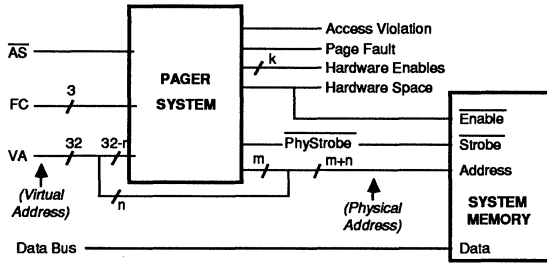 Access Violation
AS
PAGER
SYSTEM
Page Fault
k
Hardware Enables
Hardware Space
FC
3
Enable
VA
32
32-n
PhyStrobe
Strobe
m
m+n
Address
n
(Virtual
Address)
(Physical
Address)
SYSTEM
MEMORY
Data Bus
Data